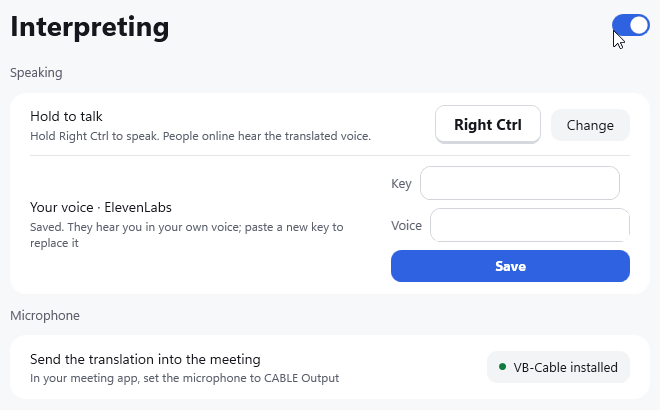 Interpreting
Speaking
Hold to talk
Hold Right Ctrl to speak. People online hear the translated voice.
Right Ctrl
Change
Your voice · ElevenLabs
Saved. They hear you in your own voice; paste a new key to
replace it
Key
Voice
Save
Microphone
Send the translation into the meeting
In your meeting app, set the microphone to CABLE Output
VB-Cable installed